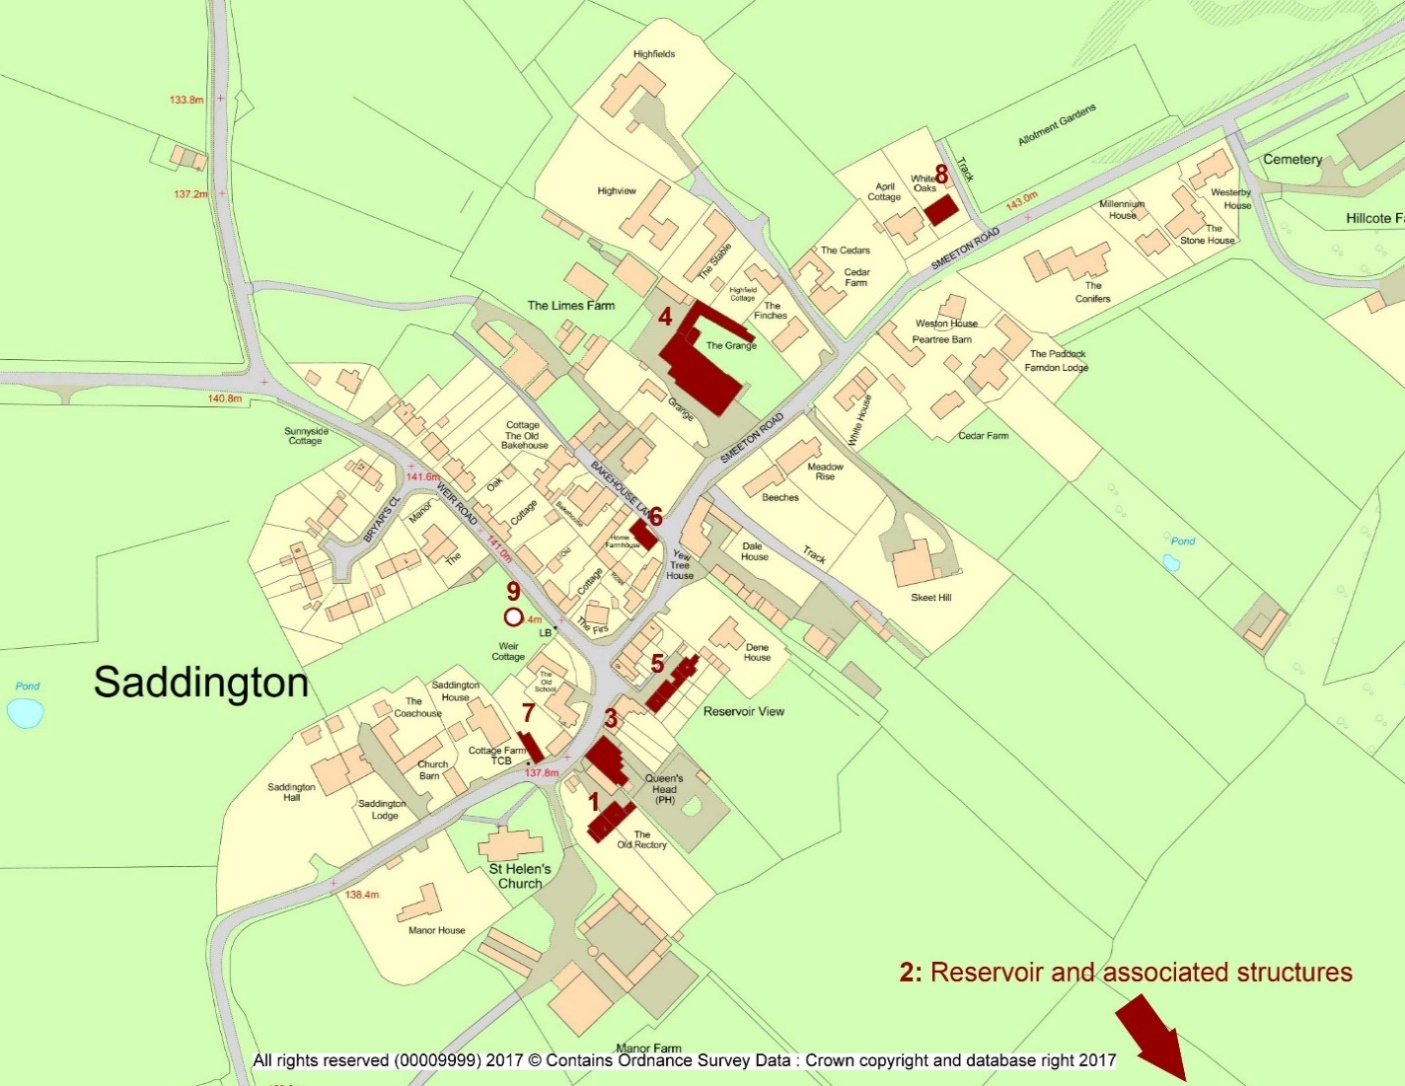 Highfields
133.8m
Allotment Gardens
Track
Cemetery
8
White
Oaks
April
Cottage
137.2m
Highview
143.0m
Millennium
House
Westerby
House
Hillcote F
The
Stone House
SMEETON ROAD
The Stable
The Cedars
Cedar
Farm
The
Conifers
Highfield
Cottage
The
Finches
The Limes Farm
4
The Grange
Weston House
Peartree Barn
The Paddock
Farndon Lodge
140.8m
Grange
White House
SMEETON ROAD
Cedar Farm
Sunnyside
Cottage
Cottage
The Old
Bakehouse
141.6m
Oak
BAKEHOUSE LAN
Meadow
Rise
Beeches
WEIR ROAD
Cottage
Bakehouse
BRYAR'S CL
Manor
6
Home
Farmhouse
The
141.0m
Yew
Tree
House
Dale
House
Track
Pond
Cottage
Skeet Hill
9
.4m
LB
The Firs
Weir
Cottage
Dene
House
5
Saddington
Pond
The
Old
School
Saddington
House
The
Coachouse
Reservoir View
7
3
Cottage Farm
TCB
137.8m
Church
Barn
Queen's
Head
(PH)
Saddington
Hall
Saddington
Lodge
1
The
Old Rectory
St Helen's
Church
138.4m
Manor House
2: Reservoir and associated structures
Manor Farm
All rights reserved (00009999) 2017 © Contains Ordnance Survey Data : Crown copyright and database right 2017